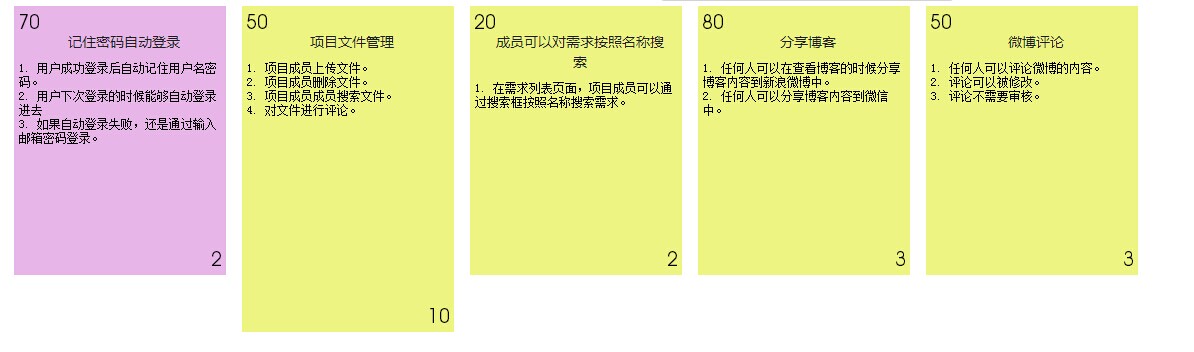 70
记住密码自动登录
1. 用户成功登录后自动记住用户名密
码。
2. 用户下次登录的时候能够自动登录
进去
3. 如果自动登录失败，还是通过输入
邮箱密码登录。
2
50
项目文件管理
1. 项目成员上传文件。
2. 项目成员删除文件。
3. 项目成员成员搜索文件。
4. 对文件进行评论。
10
20
成员可以对需求按照名称搜
索
1. 在需求列表页面，项目成员可以通
过搜索框按照名称搜索需求。
2
80
分享博客
1. 任何人可以在查看博客的时候分享
博客内容到新浪微博中。
2. 任何人可以分享博客内容到微信
中。
3
50
微博评论
1. 任何人可以评论微博的内容。
2. 评论可以被修改。
3. 评论不需要审核。
3